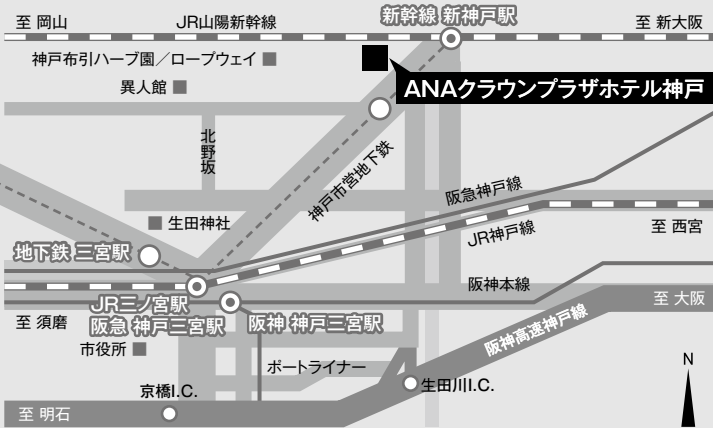 至 岡山
JR山陽新幹線
新幹線 新神戸駅
至 新大阪
神戸布引ハーブ園／ロープウェイ
異人館
ANAクラウンプラザホテル神戸
北野坂
神戸市営地下鉄
阪急神戸線
生田神社
JR神戸線
至 西宮
地下鉄 三宮駅
阪神本線
JR三ノ宮駅
阪急 神戸三宮駅
阪神 神戸三宮駅
至 大阪
至 須磨
阪神高速神戸線
市役所
ポートライナー
N
京橋I.C.
生田川I.C.
至 明石